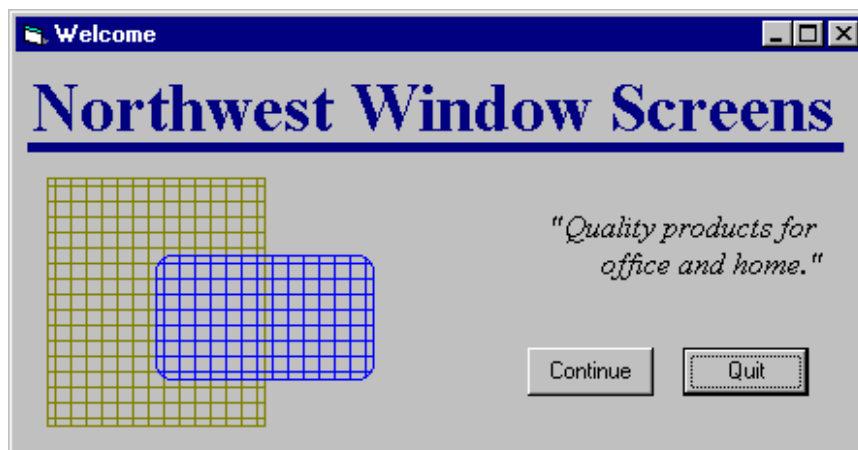 Welcome
Northwest Window Screens
"Quality products for
office and home."
Continue
Quit